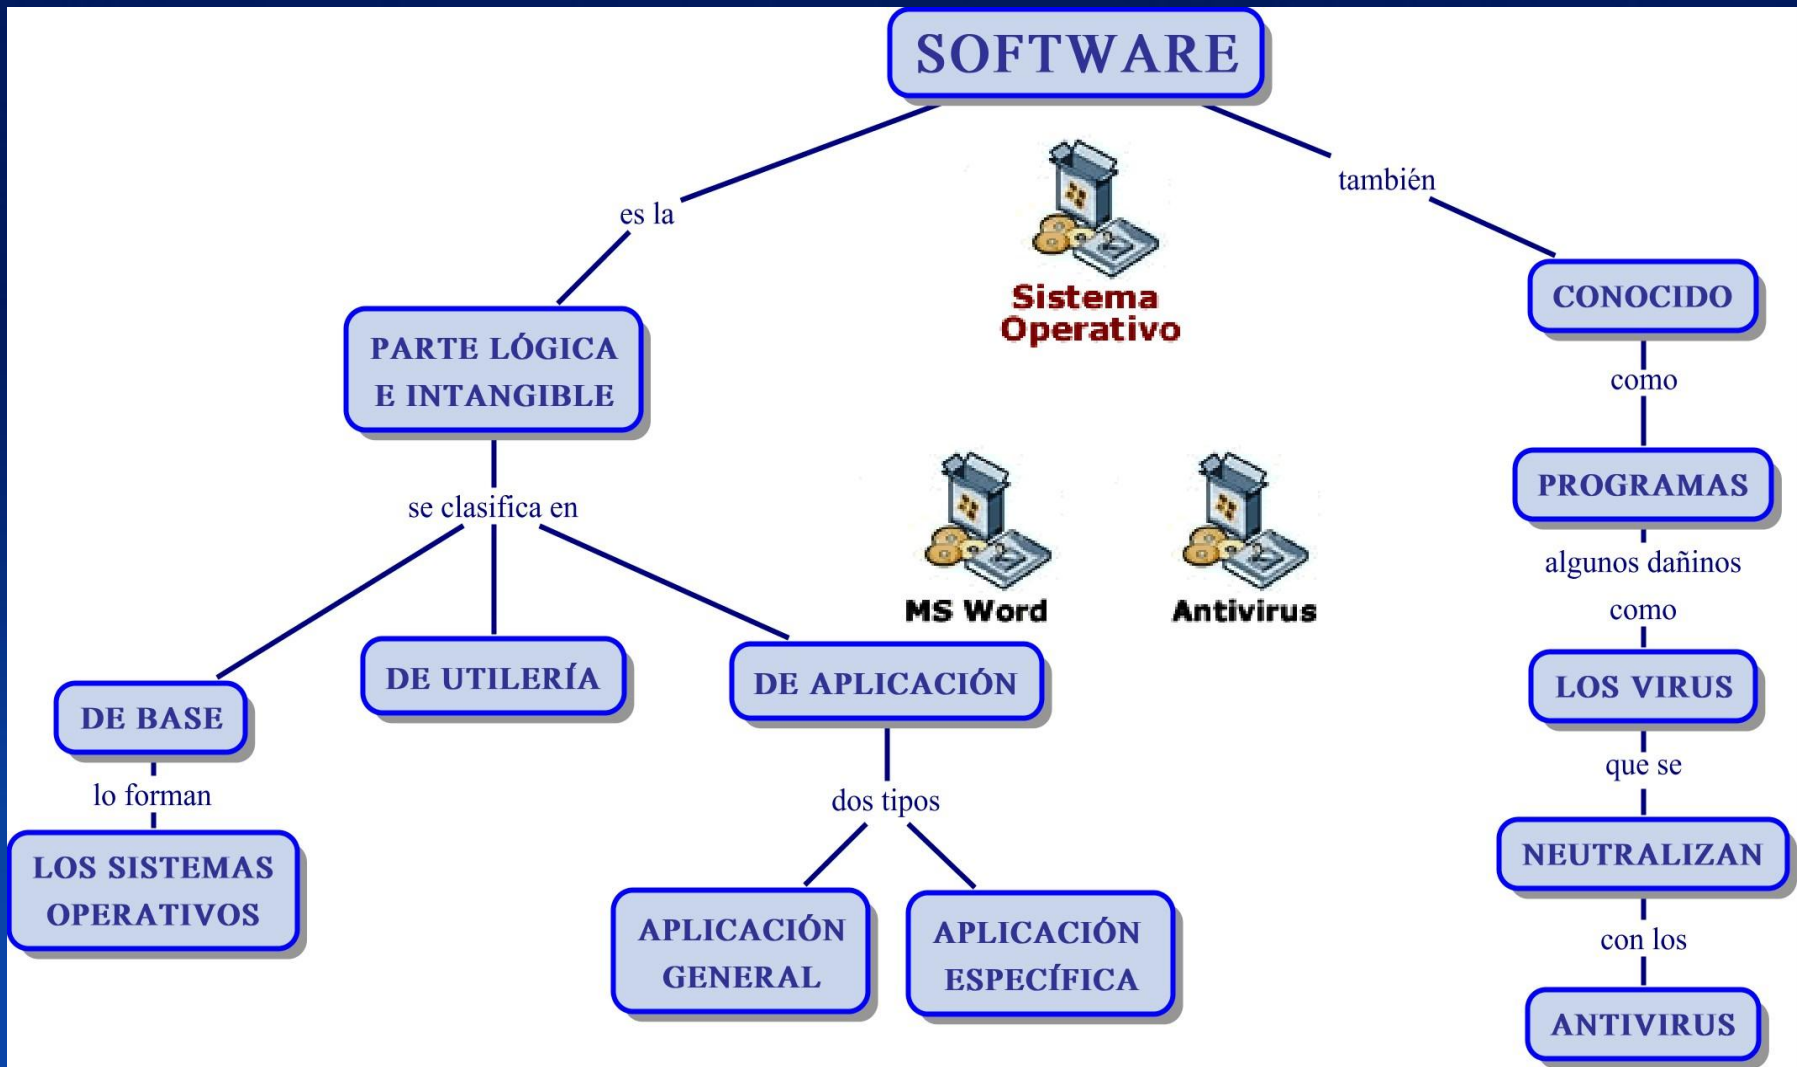 SOFTWARE
es la
también
PARTE LÓGICA
E INTANGIBLE
se clasifica en
DE BASE
lo forman
LOS SISTEMAS
OPERATIVOS
DE UTILERÍA
DE APLICACIÓN
dos tipos
APLICACIÓN
GENERAL
APLICACIÓN
ESPECÍFICA
Sistema
Operativo
MS Word
Antivirus
CONOCIDO
como
PROGRAMAS
algunos dañinos
como
LOS VIRUS
que se
NEUTRALIZAN
con los
ANTIVIRUS